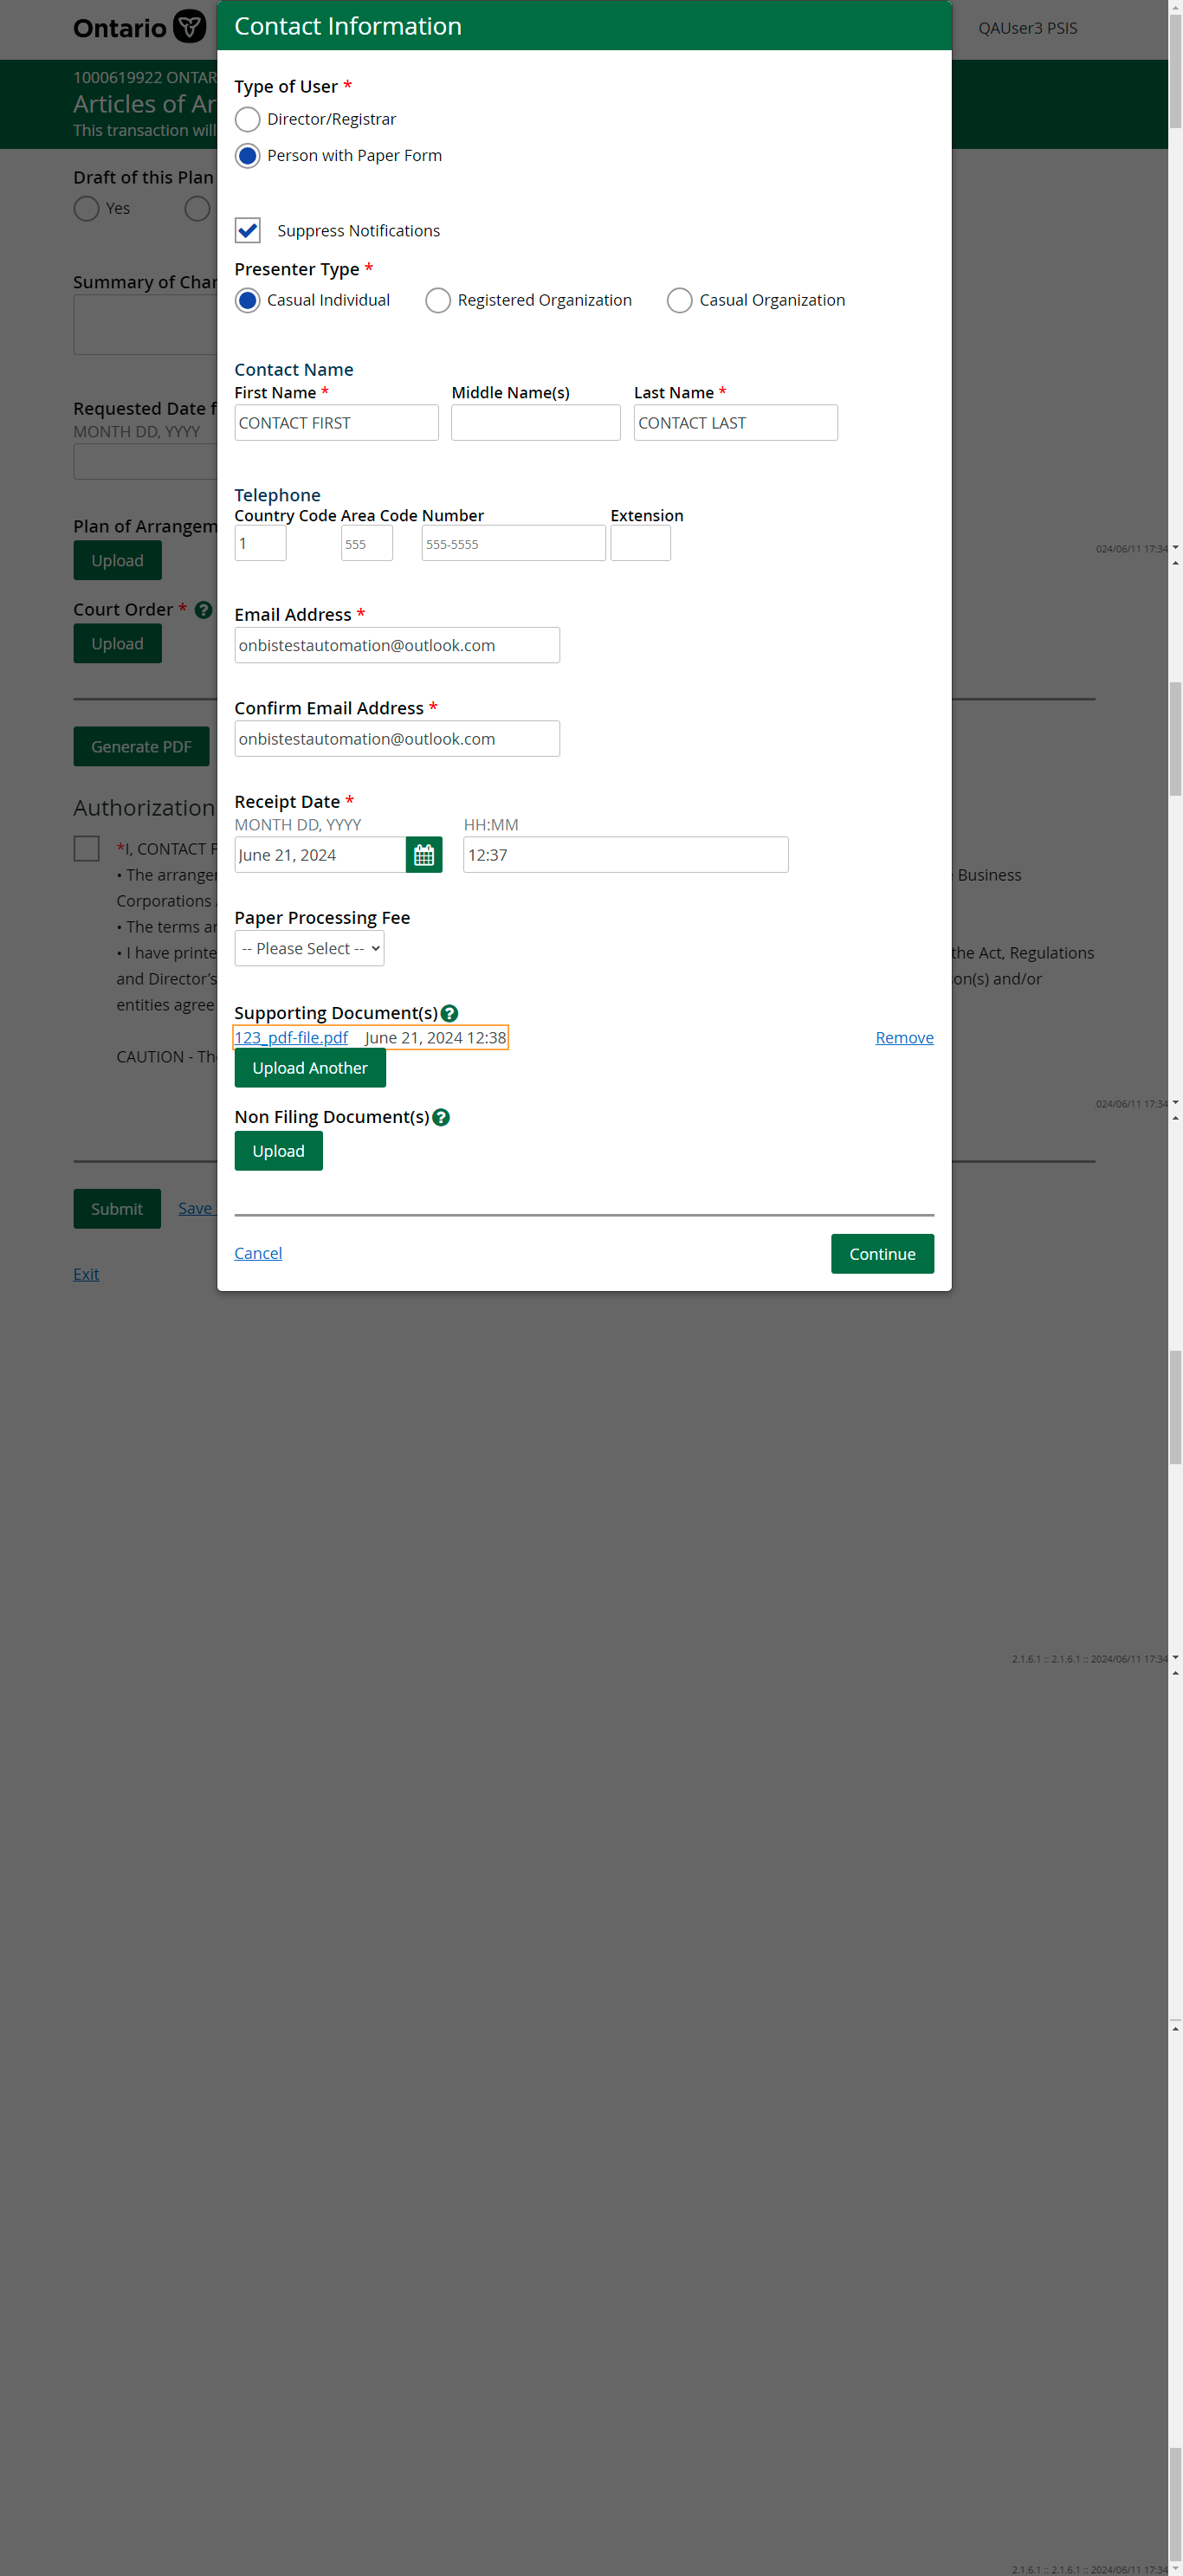 Ontario
Contact Information
QAUser3 PSIS
1000619922 ONTAR
Articles of Ar
This transaction will
Type of User *
Director/Registrar
Person with Paper Form
Draft of this Plan
Yes
Suppress Notifications
Presenter Type *
Casual Individual
Registered Organization
Casual Organization
Summary of Char
Contact Name
First Name *
Middle Name(s)
Last Name *
CONTACT FIRST
CONTACT LAST
Requested Date f
MONTH DD, YYYY
Telephone
Country Code Area Code Number
Extension
1
555
555-5555
Plan of Arrangem
Upload
024/06/11 17:34
Court Order *
Upload
Email Address *
onbistestautomation@outlook.com
Confirm Email Address *
onbistestautomation@outlook.com
Generate PDF
Receipt Date *
MONTH DD, YYYY
HH:MM
June 21, 2024
12:37
Authorization
*I, CONTACT F
• The arranger
e Business
Corporations
• The terms ar
• I have printe
the Act, Regulations
and Director's
on(s) and/or
entities agree
CAUTION - The
Paper Processing Fee
-- Please Select --
Supporting Document(s)
123_pdf-file.pdf June 21, 2024 12:38
Remove
Upload Another
024/06/11 17:34
Non Filing Document(s)
Upload
Submit
Save
Cancel
Continue
Exit
2.1.6.1 :: 2.1.6.1 :: 2024/06/11 17:34
2.1.6.1 :: 2.1.6.1 :: 2024/06/11 17:34